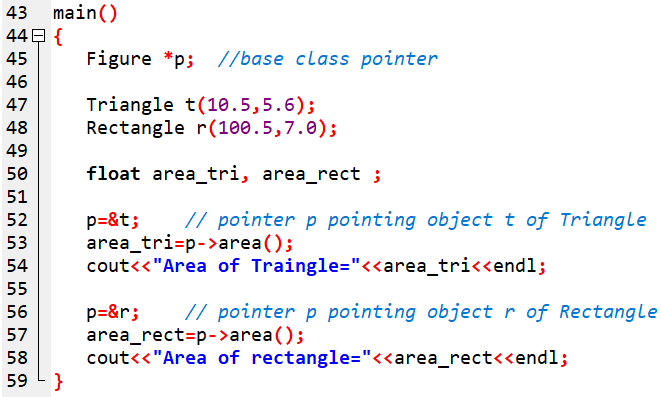 43 main()
44 {
45 Figure *p; //base class pointer
46
47 Triangle t(10.5,5.6);
48 Rectangle r(100.5,7.0);
49
50 float area_tri, area_rect ;
51
52 p=&t; // pointer p pointing object t of Triangle
53 area_tri=p->area();
54 cout<<"Area of Traingle="<<area_tri<<endl;
55
56 p=&r; // pointer p pointing object r of Rectangle
57 area_rect=p->area();
58 cout<<"Area of rectangle="<<area_rect<<endl;
59 }